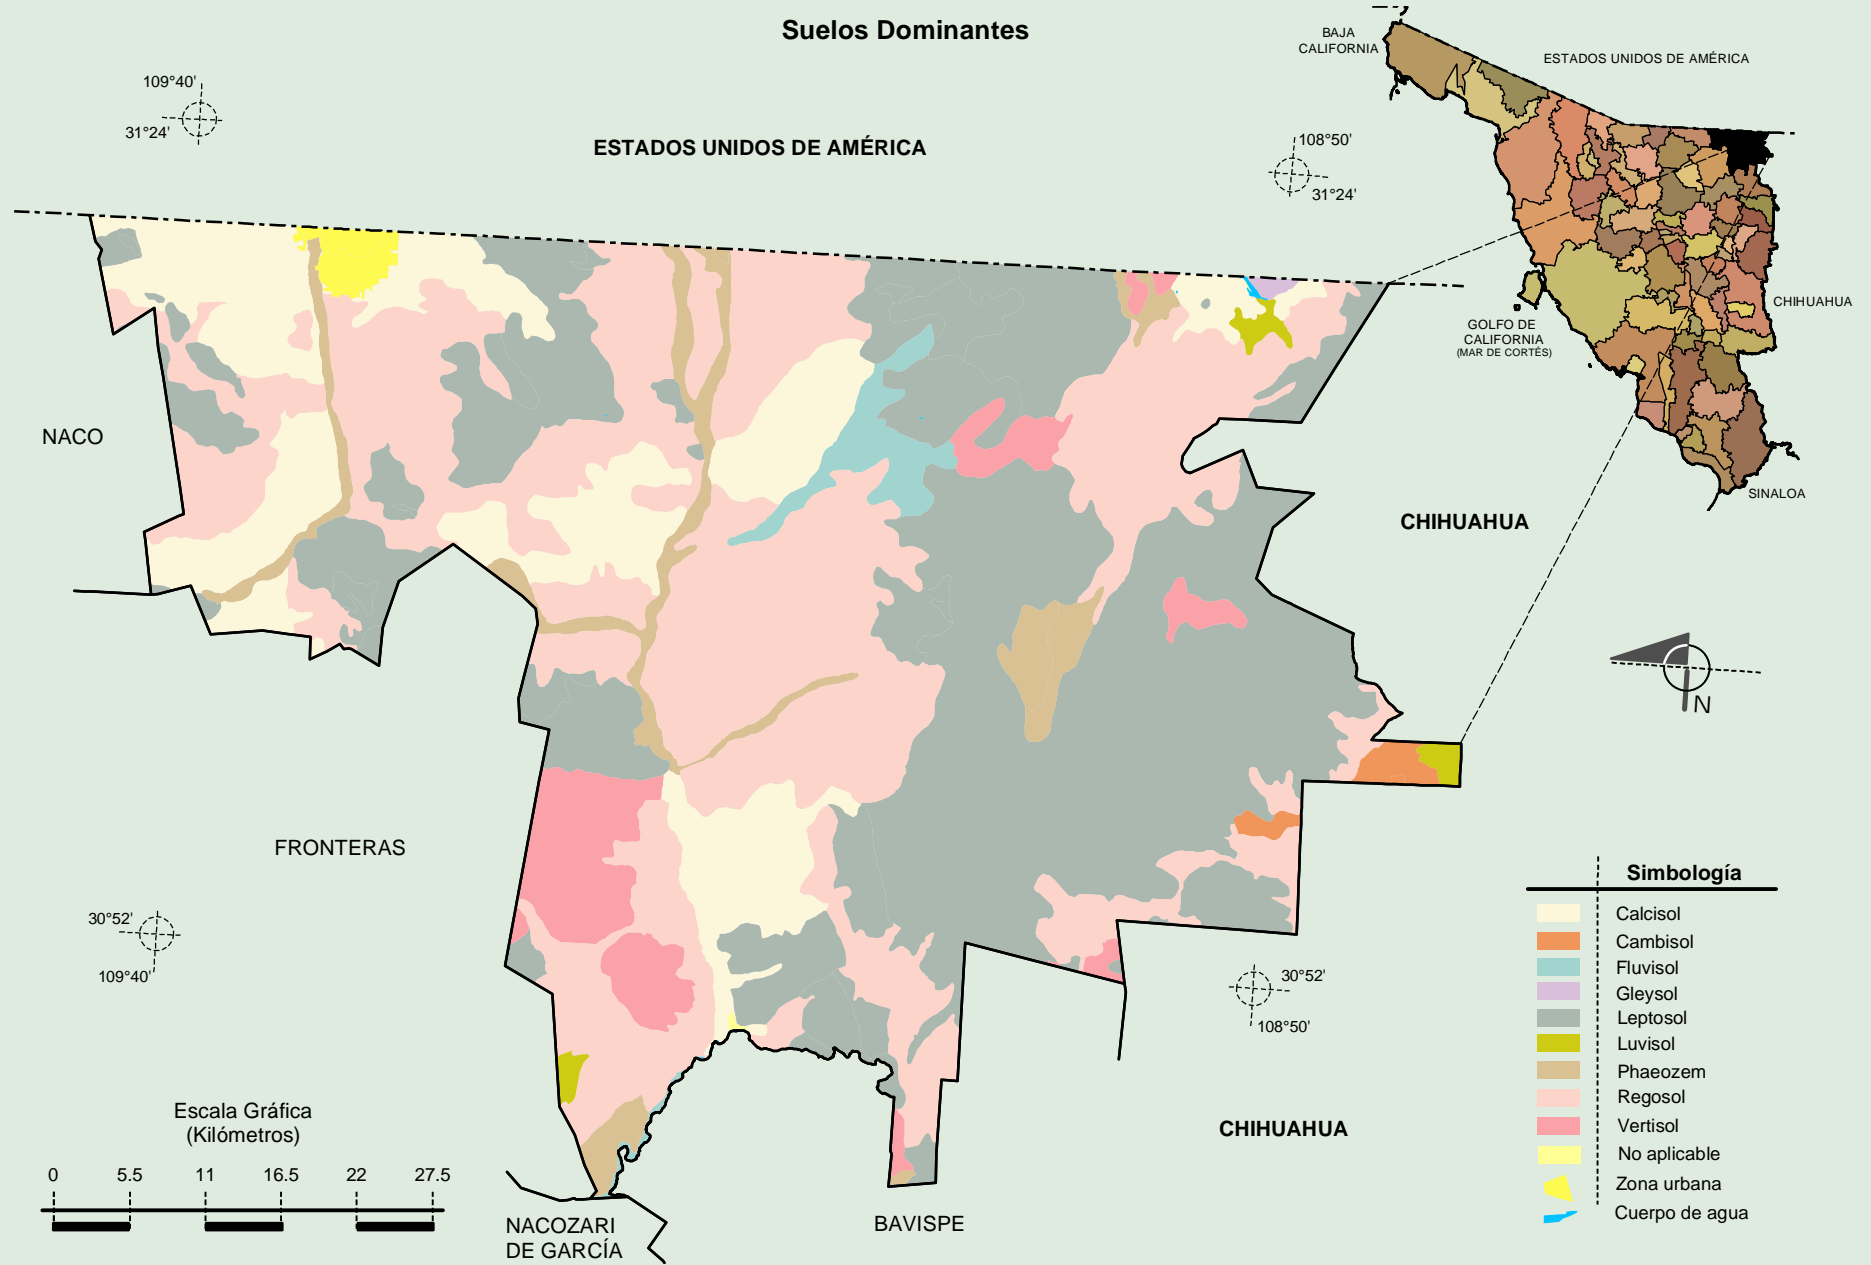 Suelos Dominantes
BAJA
CALIFORNIA
ESTADOS UNIDOS DE AMÉRICA
109°40'
31°24'
ESTADOS UNIDOS DE AMÉRICA
108°50'
31°24'
CHIHUAHUA
GOLFO DE
CALIFORNIA
(MAR DE CORTÉS)
NACO
SINALOA
CHIHUAHUA
N
FRONTERAS
30°52'
109°40'
30°52'
108°50'
Simbología
Calcisol
Cambisol
Fluvisol
Gleysol
Leptosol
Luvisol
Phaeozem
Regosol
Vertisol
No aplicable
Zona urbana
Cuerpo de agua
Escala Gráfica
(Kilómetros)
0 5.5 11 16.5 22 27.5
CHIHUAHUA
NACOZARI
DE GARCÍA
BAVISPE